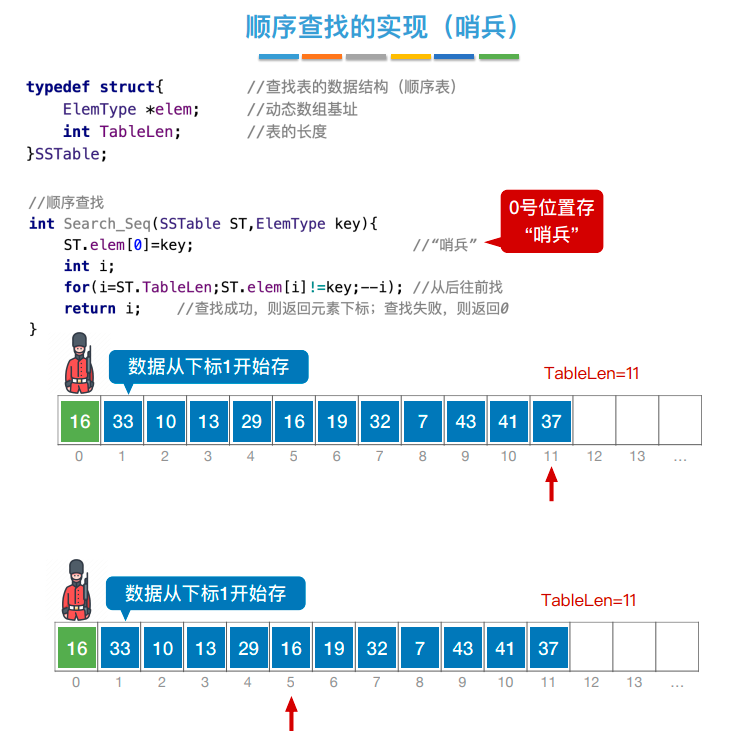 顺序查找的实现（哨兵）
typedef struct{ //查找表的数据结构（顺序表）
ElemType *elem; //动态数组基址
int TableLen; //表的长度
}SSTable;
//顺序查找
int Search_Seq(SSTable ST,ElemType key){
ST.elem[0]=key; //“哨兵”
0号位置存
“哨兵”
int i;
for(i=ST.TableLen;ST.elem[i]!=key;--i); //从后往前找
return i; //查找成功，则返回元素下标；查找失败，则返回0
}
数据从下标1开始存
TableLen=11
16 33 10 13 29 16 19 32 7 43 41 37
0 1 2 3 4 5 6 7 8 9 10 11 12 13 ...
数据从下标1开始存
TableLen=11
16 33 10 13 29 16 19 32 7 43 41 37
0 1 2 3 4 5 6 7 8 9 10 11 12 13 ...